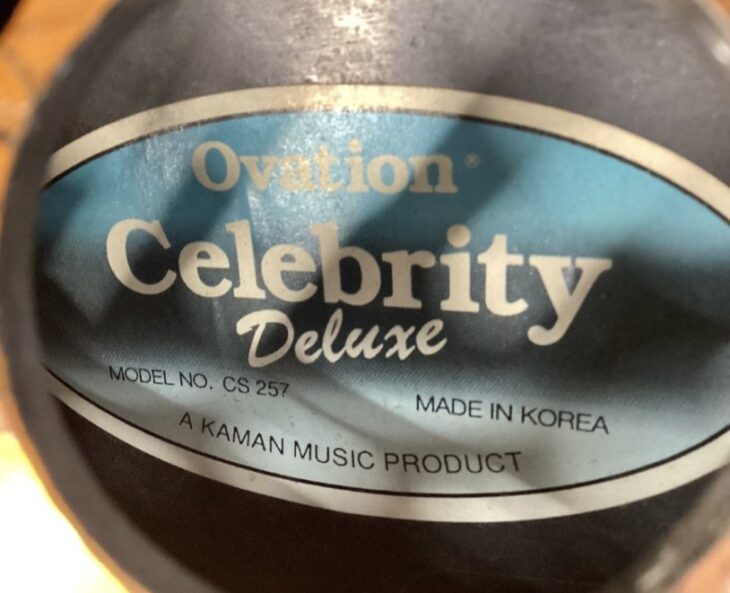 Ovation®
Celebrity
Deluxe
MODEL NO. CS 257
MADE IN KOREA
A KAMAN MUSIC PRODUCT